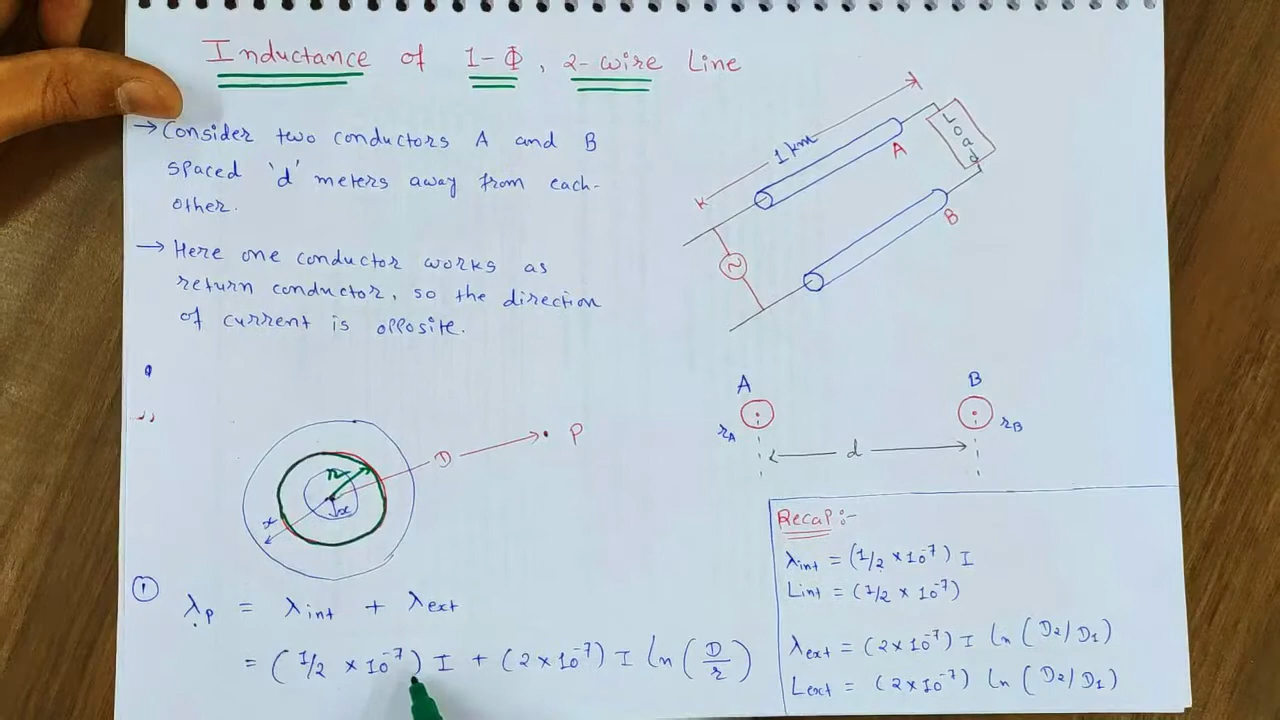 Inductance of 1-Φ, 2-wire Line
→ Consider two conductors A and B
spaced 'd' meters away from each-
other.
→ Here one conductor works as
return conductor, so the direction
of current is opposite.
1 km
A
Load
B
A
B
rA
rB
d
D
P
r
x
x
① λp = λint + λext
= (1/2 × 10^-7) I + (2 × 10^-7) I ln (D/r)
Recap:-
λint = (1/2 × 10^-7) I
Lint = (1/2 × 10^-7)
λext = (2 × 10^-7) I ln (D2/D1)
Lext = (2 × 10^-7) ln (D2/D1)